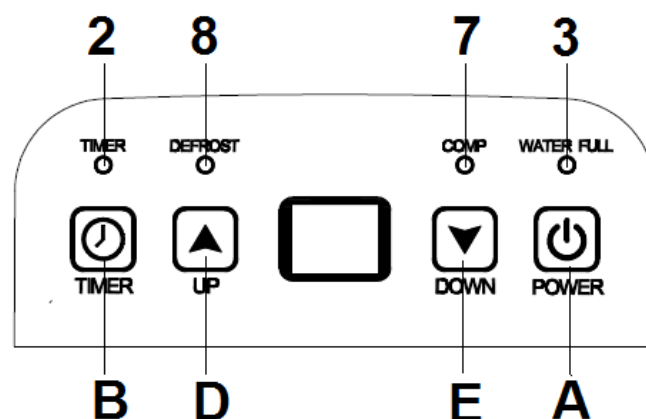 2 8 7 3
TIMER DEFROST COMP WATER FULL
TIMER UP DOWN POWER
B D E A